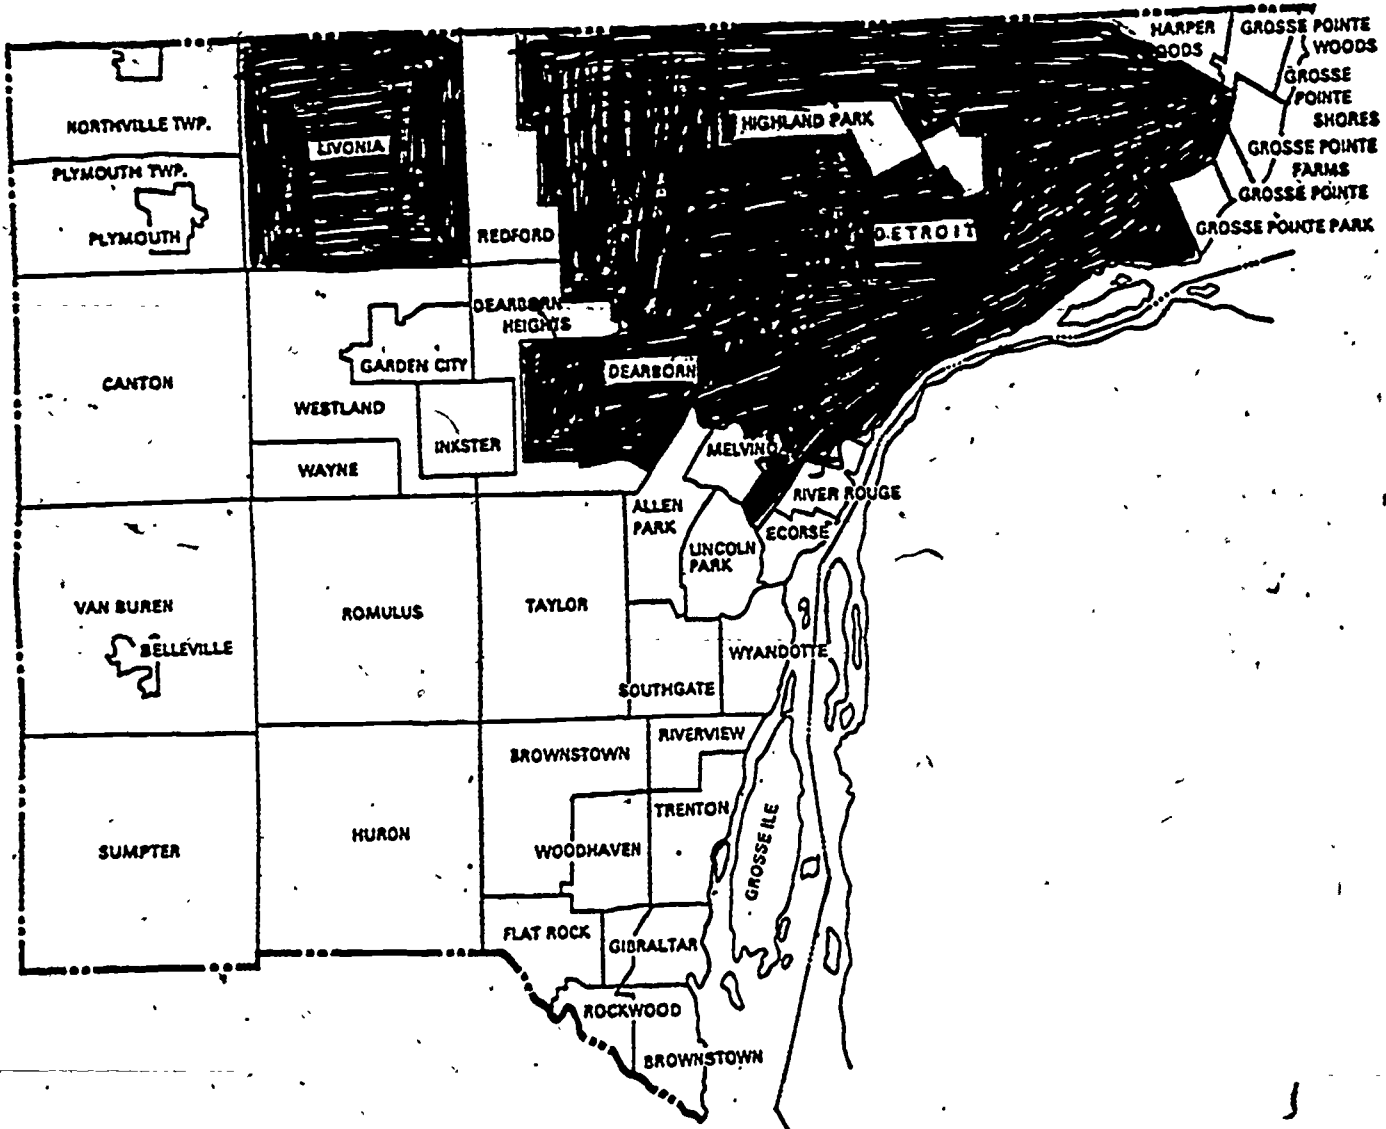 HARPER
OODS
GROSSE POINTE
WOODS
GROSSE
POINTE
SHORES
GROSSE POINTE
FARMS
GROSSE POINTE
GROSSE POINTE PARK
NORTHVILLE TWP.
LIVONIA
HIGHLAND PARK
PLYMOUTH TWP.
PLYMOUTH
REDFORD
DETROIT
DEARBORN
HEIGHTS
GARDEN CITY
DEARBORN
CANTON
WESTLAND
INKSTER
WAYNE
MELVIND
ALLEN
PARK
RIVER ROUGE
ECORSE
LINCOLN
PARK
VAN BUREN
BELLEVILLE
ROMULUS
TAYLOR
WYANDOTTE
SOUTHGATE
RIVERVIEW
BROWNSTOWN
TRENTON
SUMPTER
HURON
WOODHAVEN
GROSSE ILE
FLAT ROCK
GIBRALTAR
ROCKWOOD
BROWNSTOWN